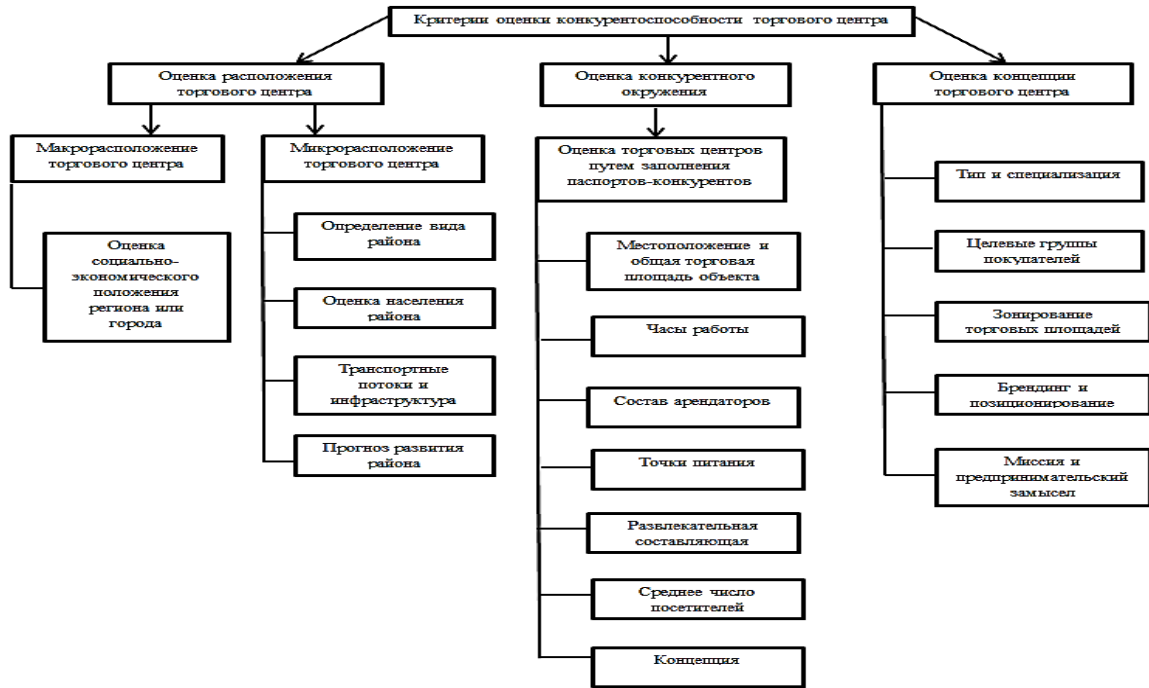 Критерии оценки конкурентоспособности торгового центра
Оценка расположения
торгового центра
Оценка конкурентного
окружения
Оценка концепции
торгового центра
Макрорасположение
торгового центра
Микрорасположение
торгового центра
Оценка торговых центров
путем заполнения
паспортов-конкурентов
Оценка
социально-
экономического
положения
региона или
города
Определение вида
района
Оценка населения
района
Транспортные
потоки и
инфраструктура
Прогноз развития
района
Местоположение и
общая торговая
площадь объекта
Часы работы
Состав арендаторов
Точки питания
Развлекательная
составляющая
Среднее число
посетителей
Концепция
Тип и специализация
Целевые группы
покупателей
Зонирование
торговых площадей
Брендинг и
позиционирование
Миссия и
предпринимательский
замысел